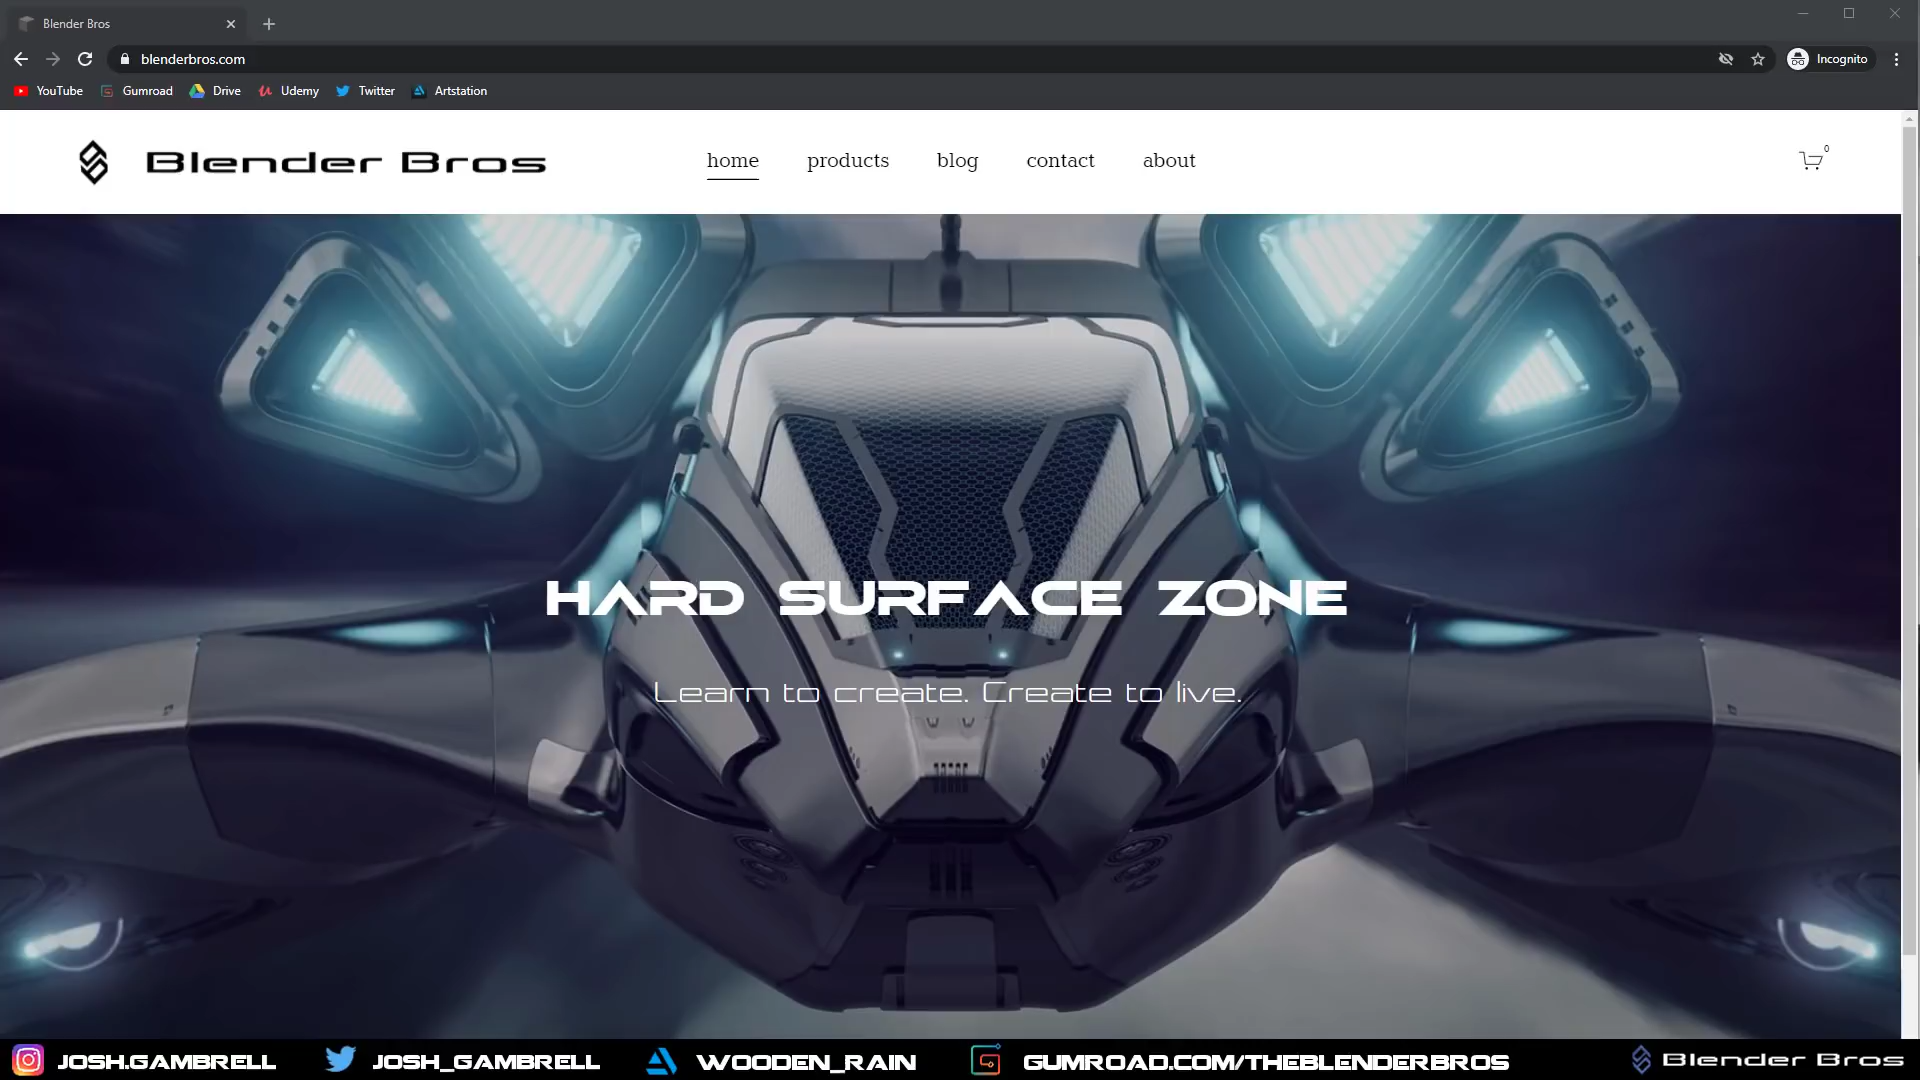 Blender Bros
blenderbros.com
Incognito
YouTube Gumroad Drive Udemy Twitter Artstation
Blender Bros home products blog contact about 0
HARD SURFACE ZONE
Learn to create. Create to live.
JOSH.GAMBRELL JOSH_GAMBRELL WOODEN_RAIN GUMROAD.COM/THEBLENDERBROS Blender Bros